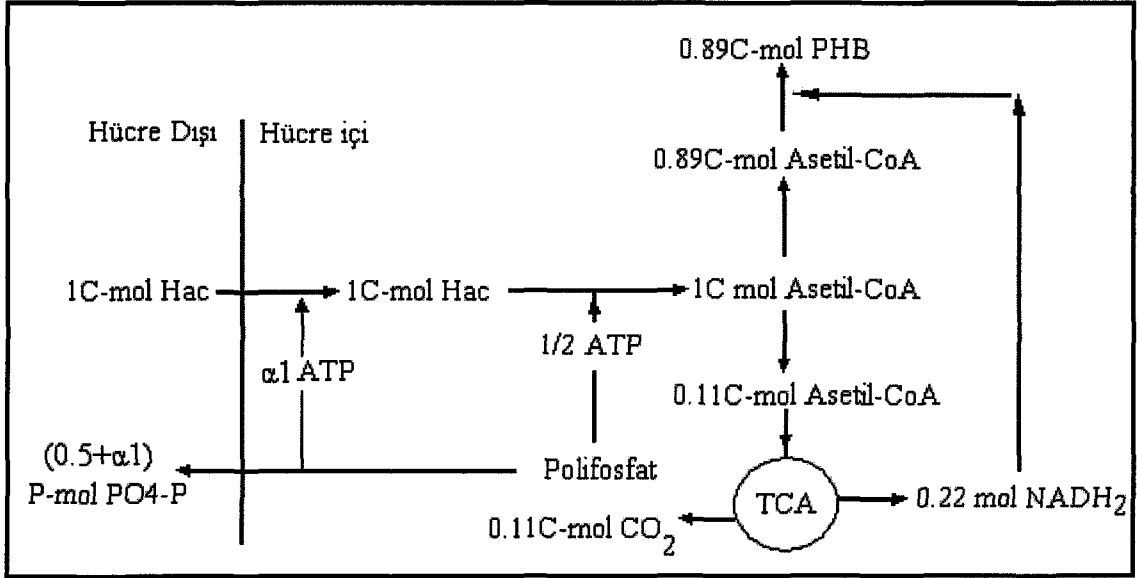 0.89C-mol PHB
Hücre Dışı
Hücre içi
0.89C-mol Asetil-CoA
1C-mol Hac
1C-mol Hac
1C mol Asetil-CoA
1/2 ATP
α1 ATP
0.11C-mol Asetil-CoA
(0.5+α1)
P-mol PO4-P
Polifosfat
TCA
0.22 mol NADH2
0.11C-mol CO2